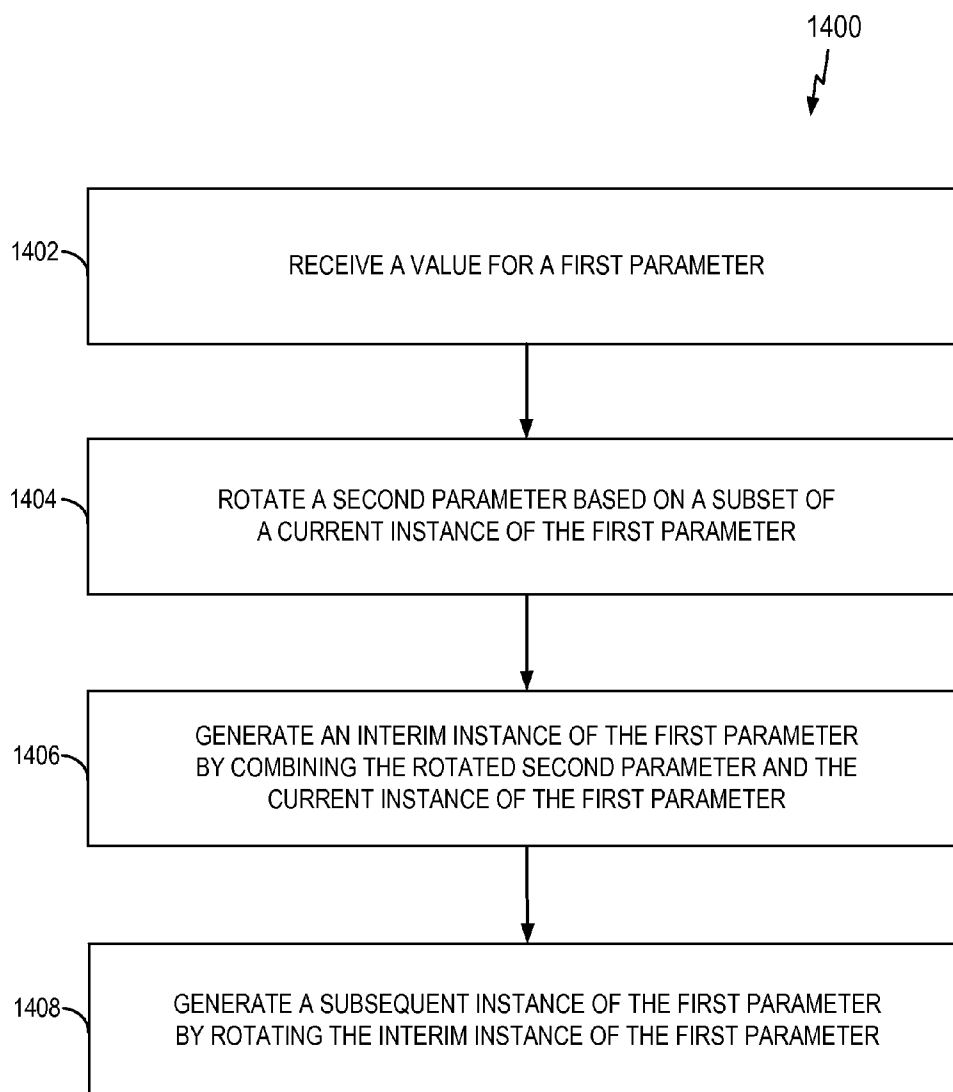 1400
1402
RECEIVE A VALUE FOR A FIRST PARAMETER
1404
ROTATE A SECOND PARAMETER BASED ON A SUBSET OF
A CURRENT INSTANCE OF THE FIRST PARAMETER
1406
GENERATE AN INTERIM INSTANCE OF THE FIRST PARAMETER
BY COMBINING THE ROTATED SECOND PARAMETER AND THE
CURRENT INSTANCE OF THE FIRST PARAMETER
1408
GENERATE A SUBSEQUENT INSTANCE OF THE FIRST PARAMETER
BY ROTATING THE INTERIM INSTANCE OF THE FIRST PARAMETER